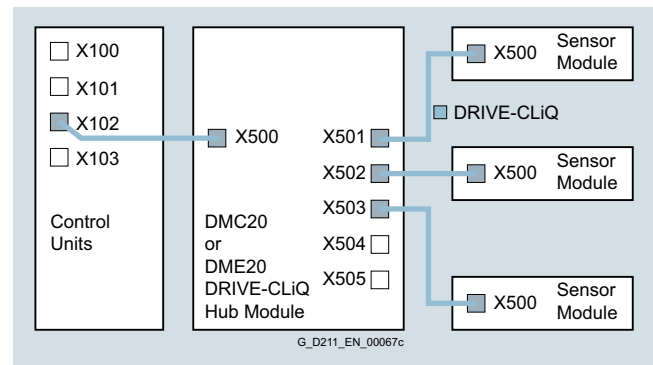 X100
X101
X102
X103
Control
Units
X500
DMC20
or
DME20
DRIVE-CLiQ
Hub Module
X501
X502
X503
X504
X505
X500
Sensor
Module
DRIVE-CLiQ
X500
Sensor
Module
X500
Sensor
Module
G_D211_EN_00067c